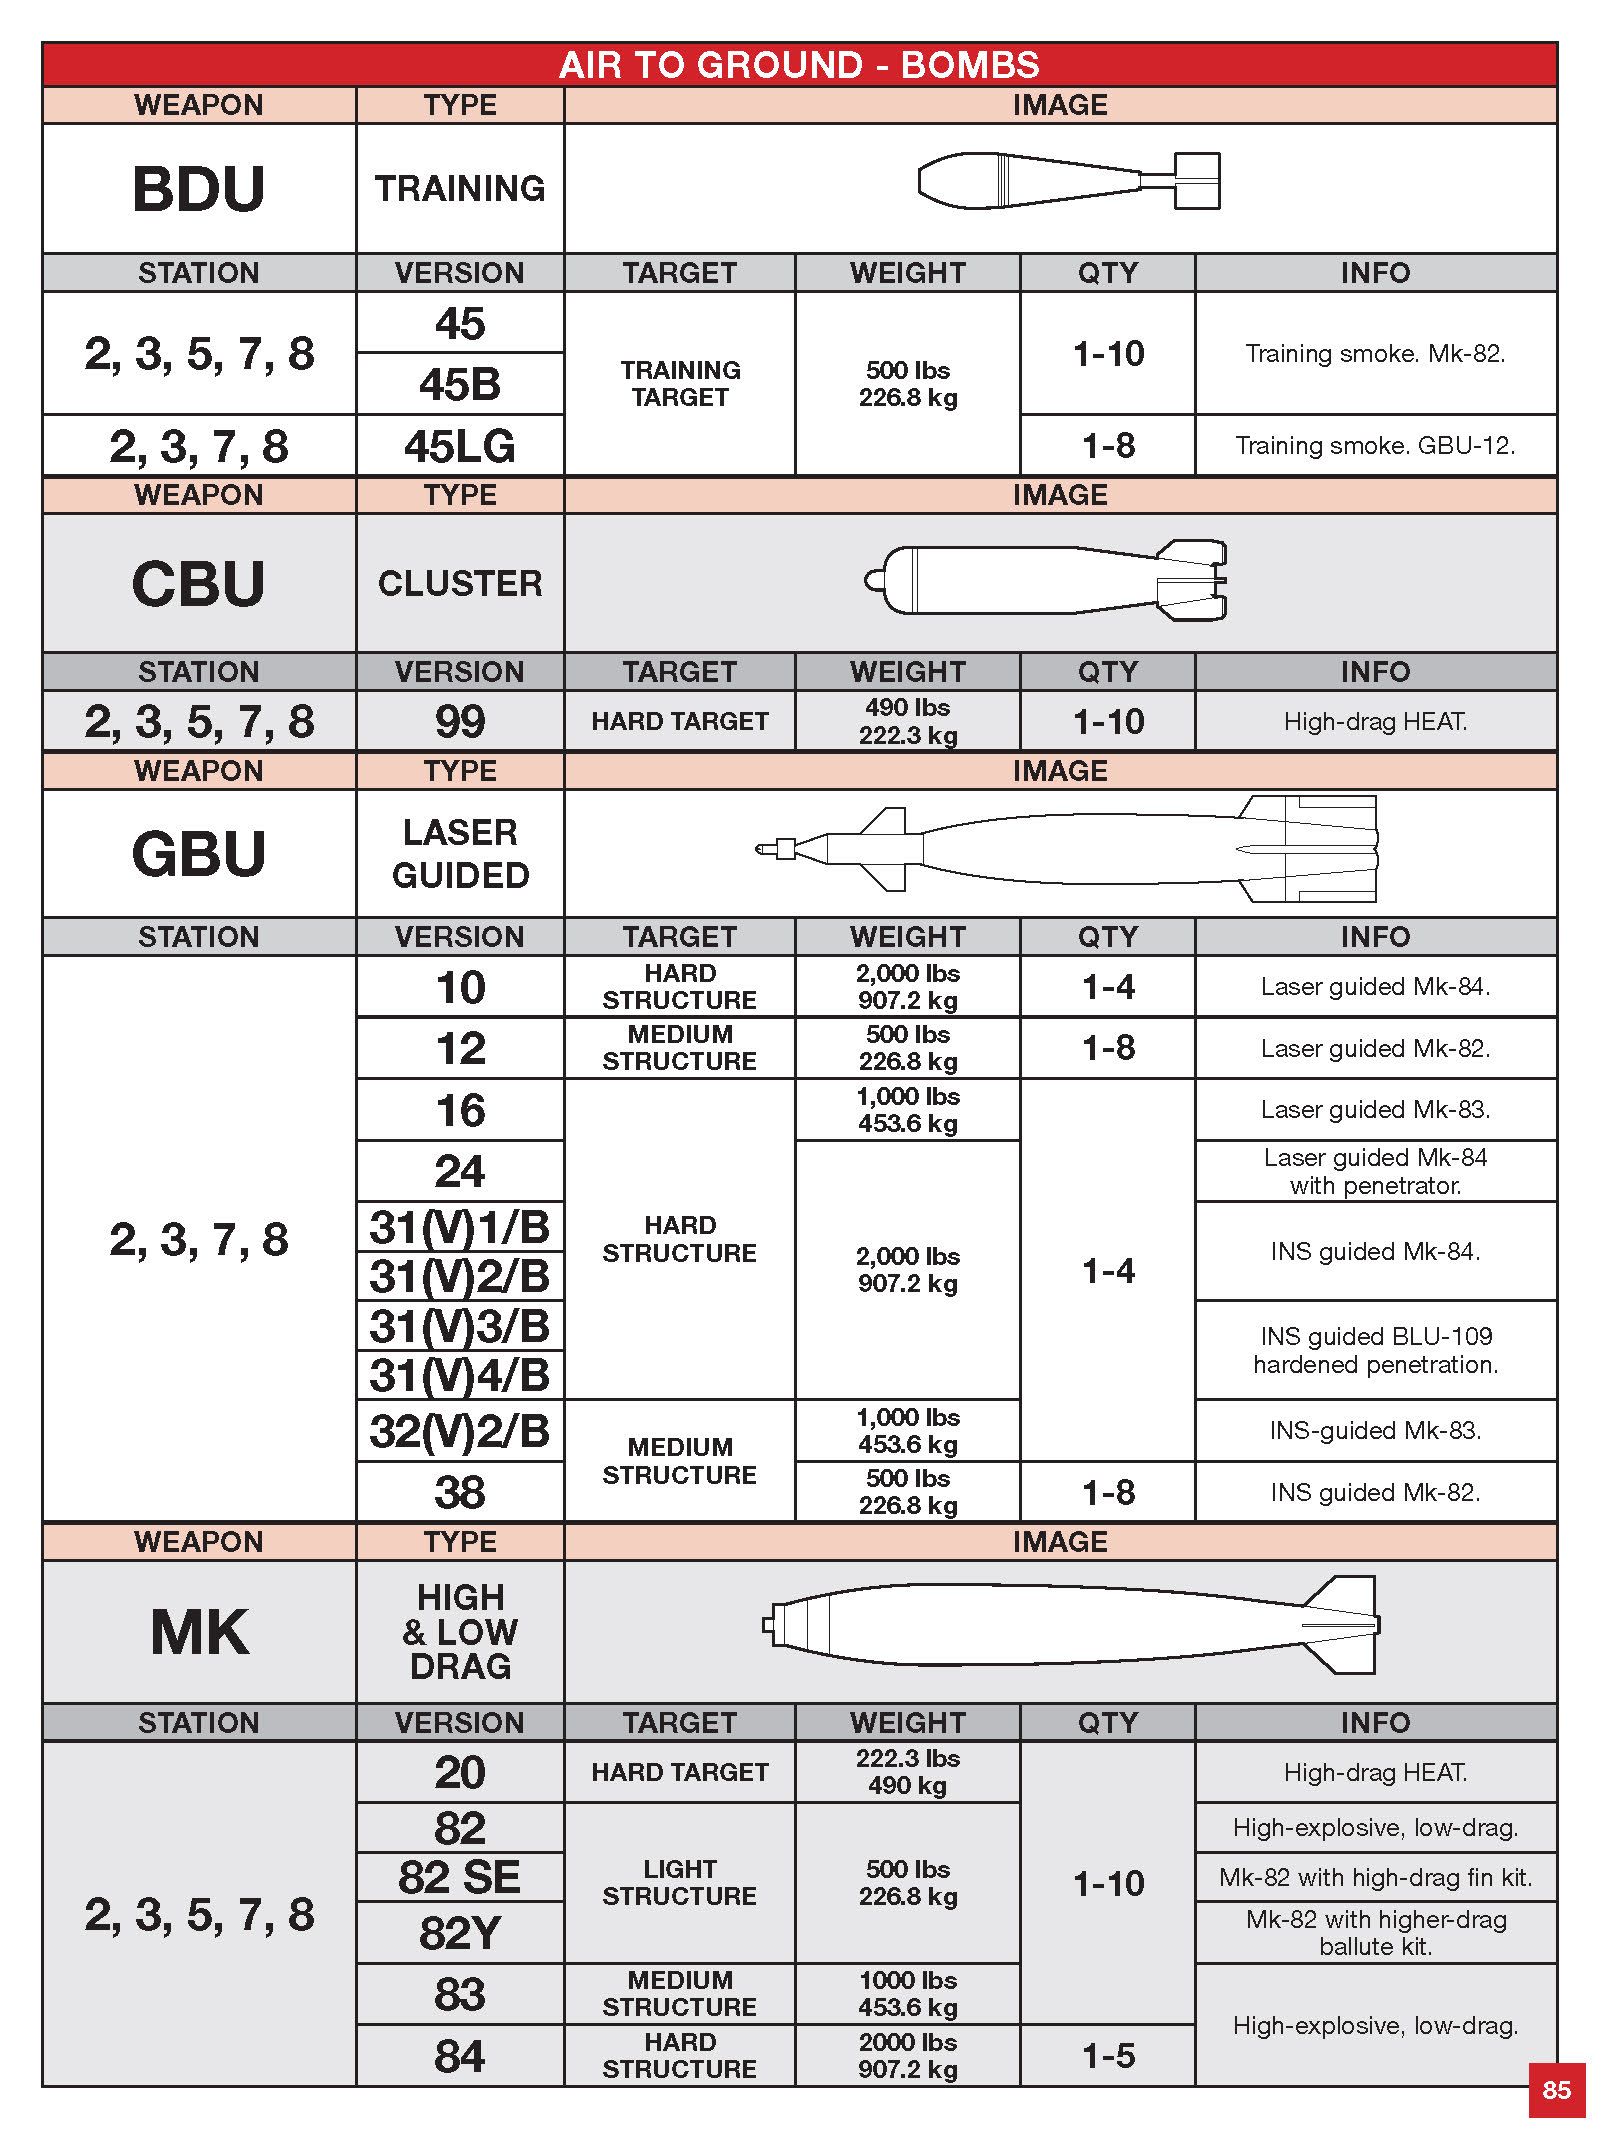 AIR TO GROUND - BOMBS
WEAPON TYPE IMAGE
BDU TRAINING
STATION VERSION TARGET WEIGHT QTY INFO
2, 3, 5, 7, 8
45
45B
TRAINING
TARGET
500 lbs
226.8 kg
1-10
Training smoke. Mk-82.
2, 3, 7, 8 45LG 1-8 Training smoke. GBU-12.
WEAPON TYPE IMAGE
CBU CLUSTER
STATION VERSION TARGET WEIGHT QTY INFO
2, 3, 5, 7, 8 99 HARD TARGET
490 lbs
222.3 kg
1-10 High-drag HEAT.
WEAPON TYPE IMAGE
GBU
LASER
GUIDED
STATION VERSION TARGET WEIGHT QTY INFO
2, 3, 7, 8
10
HARD
STRUCTURE
2,000 lbs
907.2 kg
1-4
Laser guided Mk-84.
12
MEDIUM
STRUCTURE
500 lbs
226.8 kg
1-8
Laser guided Mk-82.
16
HARD
STRUCTURE
1,000 lbs
453.6 kg
1-4
Laser guided Mk-83.
24
2,000 lbs
907.2 kg
Laser guided Mk-84
with penetrator.
31(V)1/B
31(V)2/B
INS guided Mk-84.
31(V)3/B
31(V)4/B
INS guided BLU-109
hardened penetration.
32(V)2/B
MEDIUM
STRUCTURE
1,000 lbs
453.6 kg
INS-guided Mk-83.
38
500 lbs
226.8 kg
1-8
INS guided Mk-82.
WEAPON TYPE IMAGE
MK
HIGH
& LOW
DRAG
STATION VERSION TARGET WEIGHT QTY INFO
2, 3, 5, 7, 8
20
HARD TARGET
222.3 lbs
490 kg
1-10
High-drag HEAT.
82
LIGHT
STRUCTURE
500 lbs
226.8 kg
High-explosive, low-drag.
82 SE
Mk-82 with high-drag fin kit.
82Y
Mk-82 with higher-drag
ballute kit.
83
MEDIUM
STRUCTURE
1000 lbs
453.6 kg
High-explosive, low-drag.
84
HARD
STRUCTURE
2000 lbs
907.2 kg
1-5
85